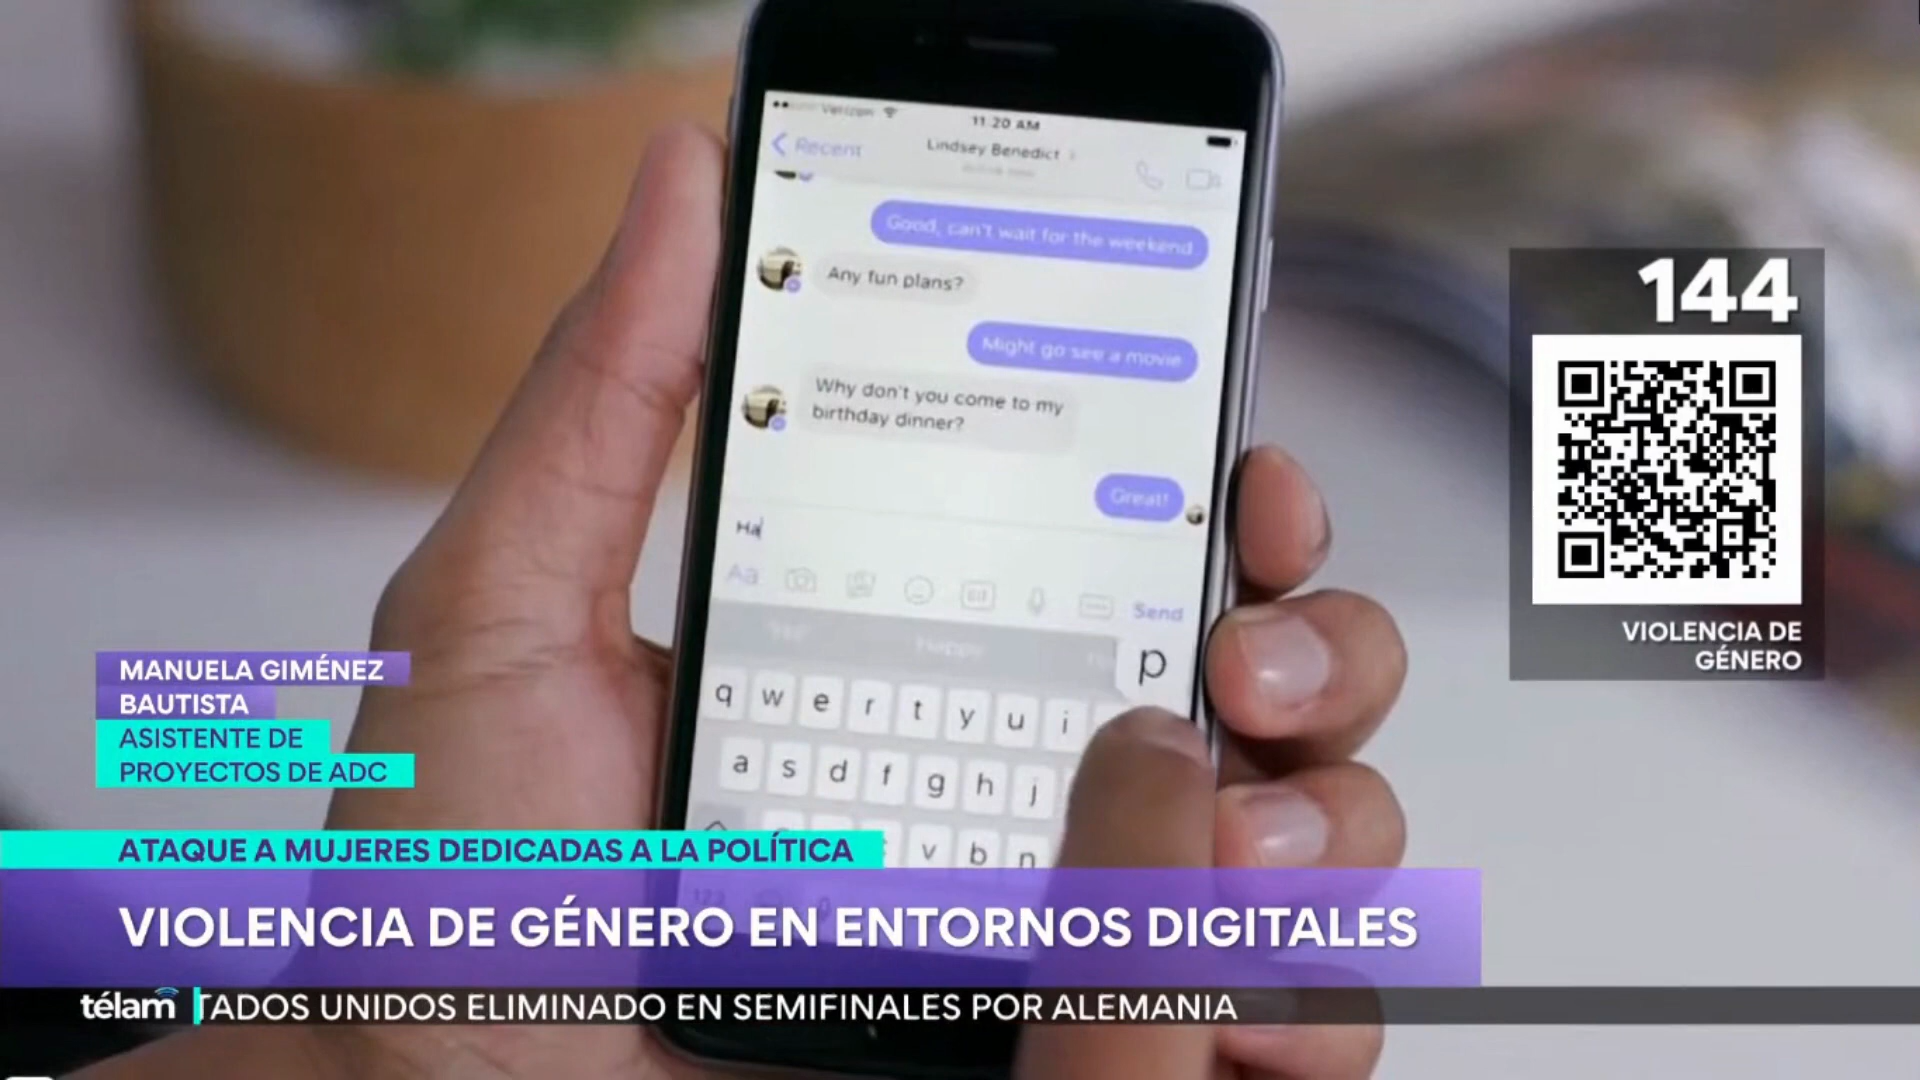 Verizon
11:20 AM
Recent
Lindsey Benedict
Good, can't wait for the weekend
Any fun plans?
Might go see a movie
Why don't you come to my
birthday dinner?
Great!
Ha
Aa
GIF
Send
Happy
p
q w e r t y u i
a s d f g h j
v b n
123
144
VIOLENCIA DE
GÉNERO
MANUELA GIMÉNEZ
BAUTISTA
ASISTENTE DE
PROYECTOS DE ADC
ATAQUE A MUJERES DEDICADAS A LA POLÍTICA
VIOLENCIA DE GÉNERO EN ENTORNOS DIGITALES
télam
TADOS UNIDOS ELIMINADO EN SEMIFINALES POR ALEMANIA